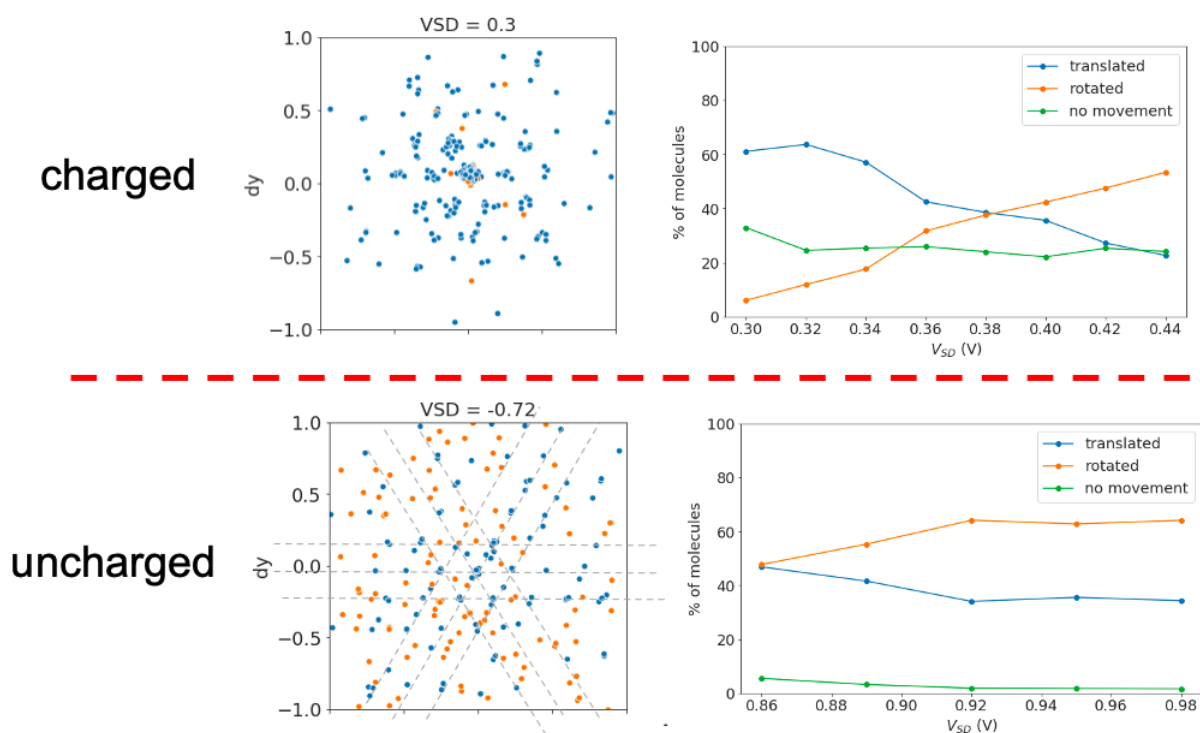 charged
VSD = 0.3
1.0
0.5
0.0
−0.5
−1.0
dy
100
80
60
40
20
0
% of molecules
translated
rotated
no movement
0.30 0.32 0.34 0.36 0.38 0.40 0.42 0.44
V_SD (V)
uncharged
VSD = -0.72
1.0
0.5
0.0
−0.5
−1.0
dy
100
80
60
40
20
0
% of molecules
translated
rotated
no movement
0.86 0.88 0.90 0.92 0.94 0.96 0.98
V_SD (V)